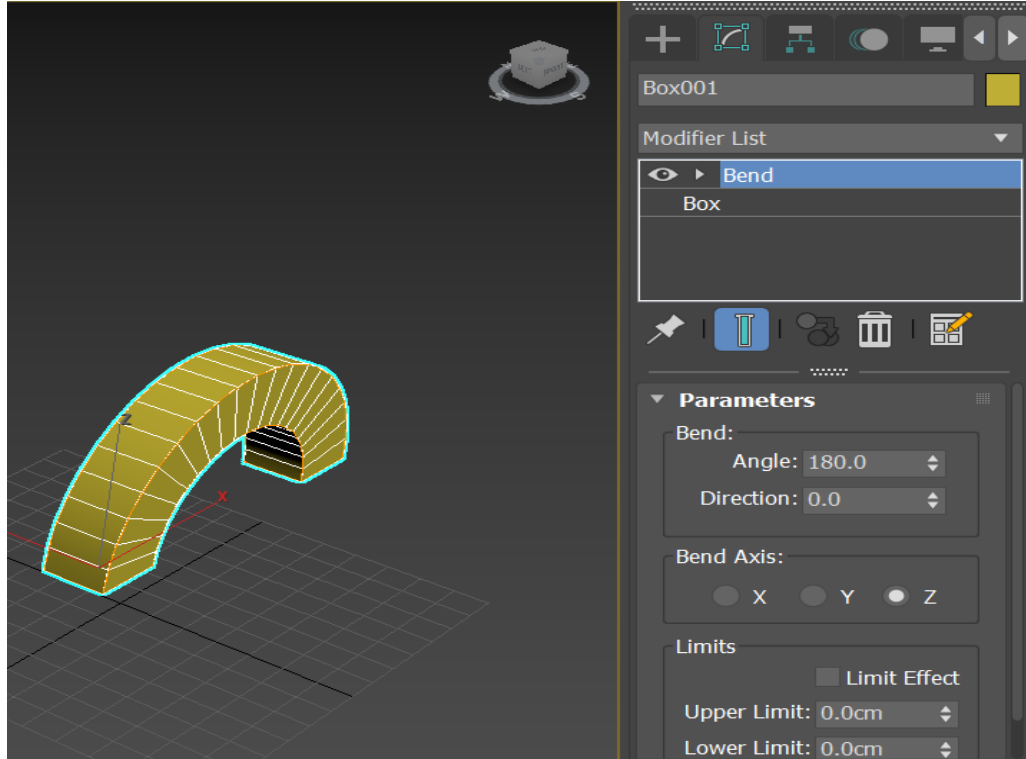 Box001
Modifier List
Bend
Box
Z
X
Parameters
Bend:
Angle: 180.0
Direction: 0.0
Bend Axis:
X Y Z
Limits
Limit Effect
Upper Limit: 0.0cm
Lower Limit: 0.0cm